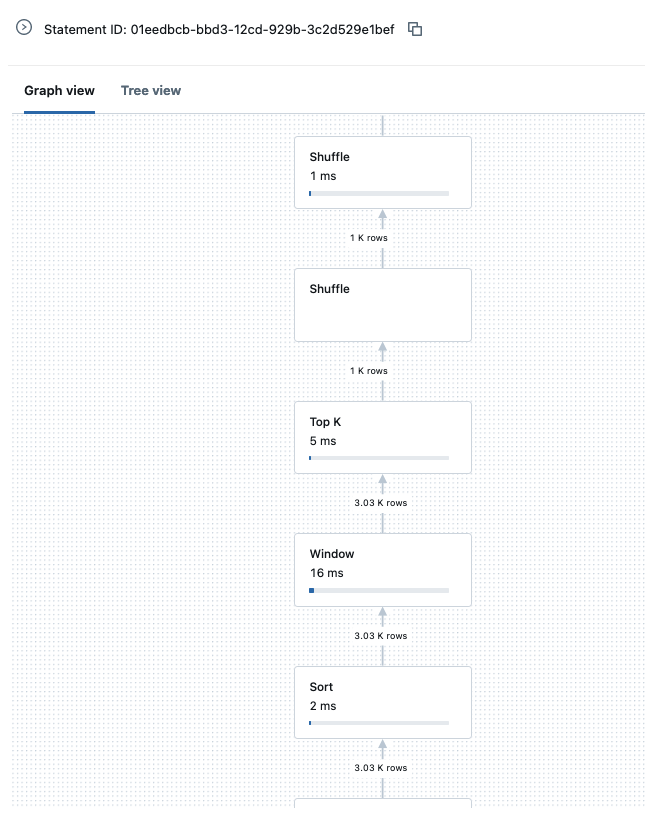 Statement ID: 01eedbcb-bbd3-12cd-929b-3c2d529e1bef
Graph view Tree view
Shuffle
1 ms
1 K rows
Shuffle
1 K rows
Top K
5 ms
3.03 K rows
Window
16 ms
3.03 K rows
Sort
2 ms
3.03 K rows